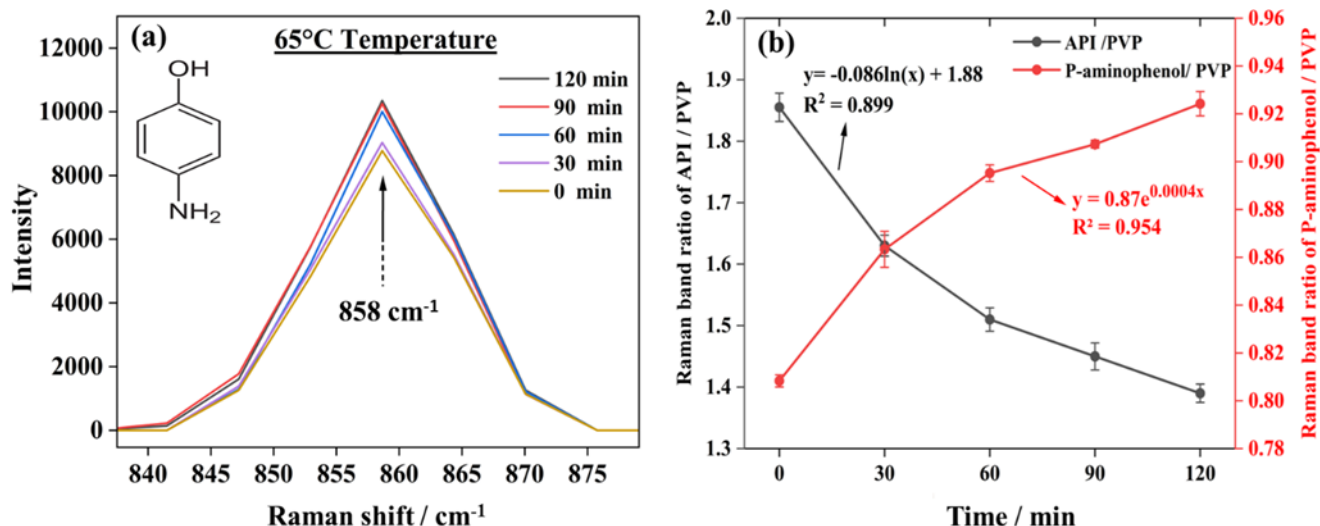 (a)
65°C Temperature
OH
NH₂
120 min
90 min
60 min
30 min
0 min
858 cm⁻¹
12000
10000
8000
6000
4000
2000
0
Intensity
840 845 850 855 860 865 870 875
Raman shift / cm⁻¹
(b)
API /PVP
P-aminophenol/ PVP
y= -0.086ln(x) + 1.88
R² = 0.899
y = 0.87e⁰·⁰⁰⁰⁴ˣ
R² = 0.954
2.0
1.9
1.8
1.7
1.6
1.5
1.4
1.3
Raman band ratio of API / PVP
0.96
0.94
0.92
0.90
0.88
0.86
0.84
0.82
0.80
0.78
Raman band ratio of P-aminophenol / PVP
0 30 60 90 120
Time / min